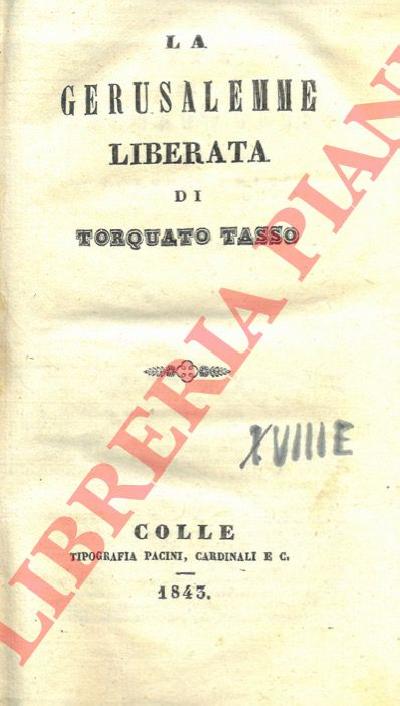 LA
GERUSALEMME
LIBERATA
DI
TORQUATO TASSO
XVIIIE
COLLE
TIPOGRAFIA PACINI, CARDINALI E C.
1843.
LIBRERIA PIANI